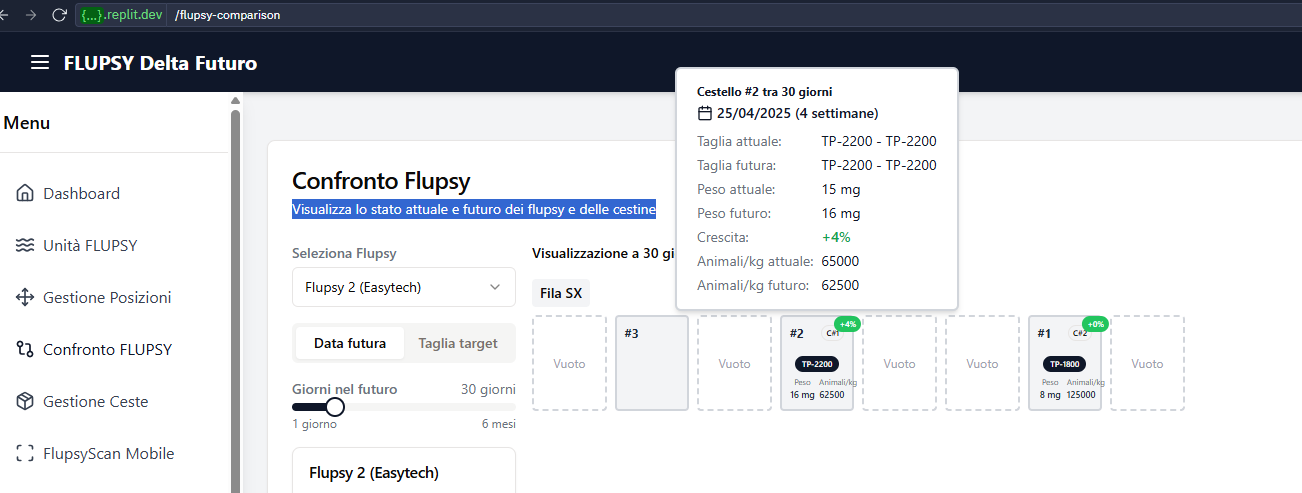 {...}.replit.dev /flupsy-comparison
FLUPSY Delta Futuro
Menu
Dashboard
Unità FLUPSY
Gestione Posizioni
Confronto FLUPSY
Gestione Ceste
FlupsyScan Mobile
Confronto Flupsy
Visualizza lo stato attuale e futuro dei flupsy e delle cestine
Seleziona Flupsy
Flupsy 2 (Easytech)
Data futura Taglia target
Giorni nel futuro 30 giorni
1 giorno 6 mesi
Flupsy 2 (Easytech)
Visualizzazione a 30 gi
Cestello #2 tra 30 giorni
25/04/2025 (4 settimane)
Taglia attuale: TP-2200 - TP-2200
Taglia futura: TP-2200 - TP-2200
Peso attuale: 15 mg
Peso futuro: 16 mg
Crescita: +4%
Animali/kg attuale: 65000
Animali/kg futuro: 62500
Fila SX
Vuoto
#3
Vuoto
#2 C#1 +4%
TP-2200
Peso Animali/kg
16 mg 62500
Vuoto
Vuoto
#1 C#2 +0%
TP-1800
Peso Animali/kg
8 mg 125000
Vuoto